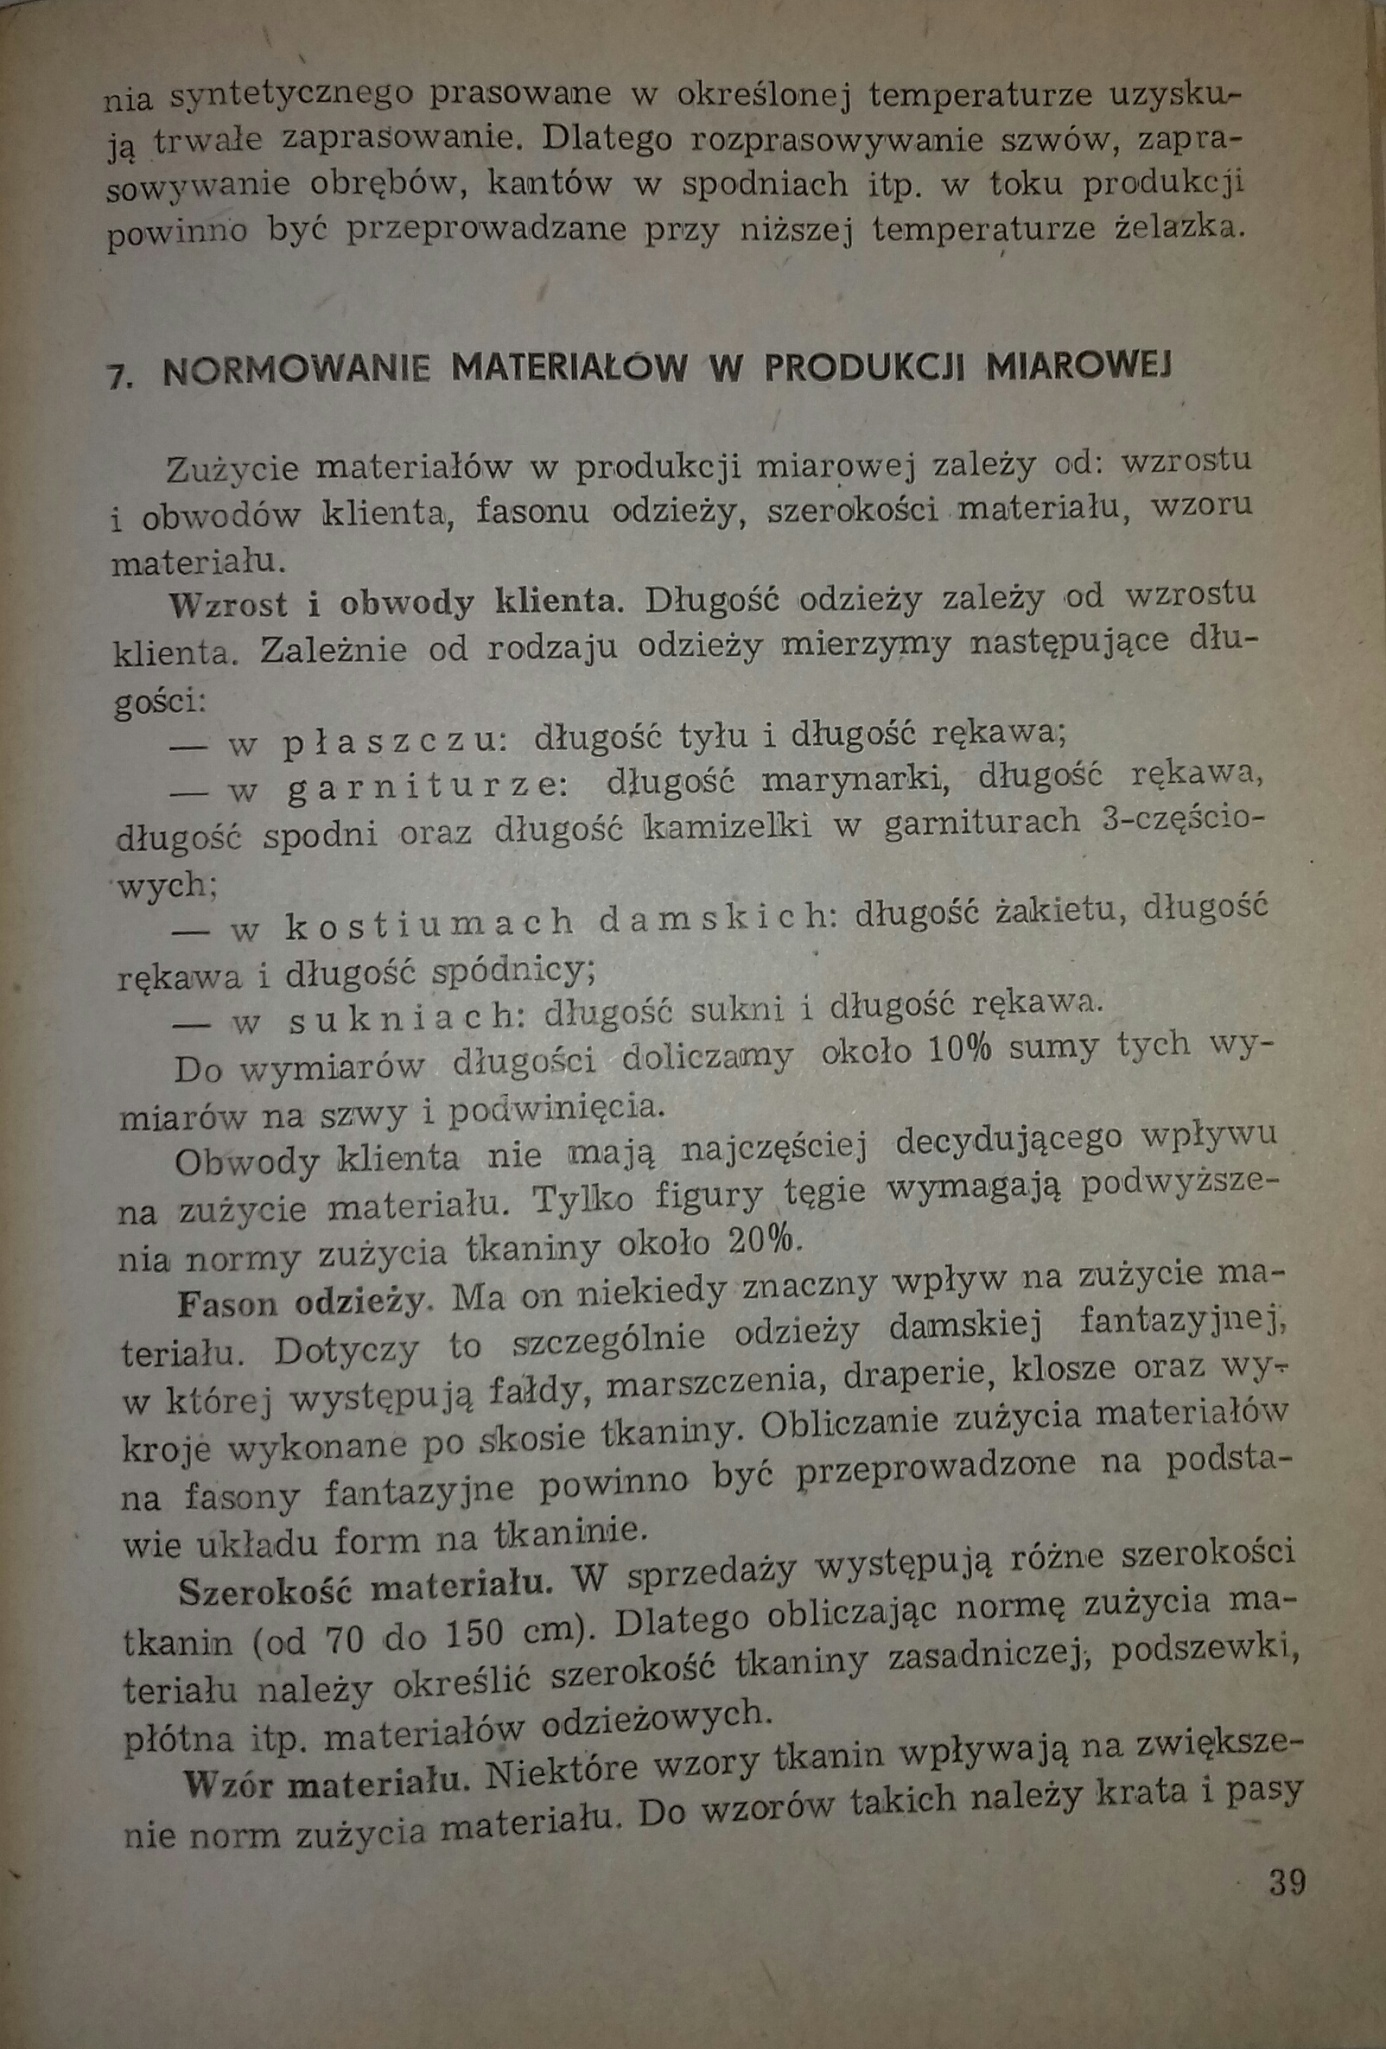 nia syntetycznego prasowane w określonej temperaturze uzysku-
ją trwałe zaprasowanie. Dlatego rozprasowywanie szwów, zapra-
sowywanie obrębów, kantów w spodniach itp. w toku produkcji
powinno być przeprowadzane przy niższej temperaturze żelazka.
7. NORMOWANIE MATERIAŁÓW W PRODUKCJI MIAROWEJ
Zużycie materiałów w produkcji miarowej zależy od: wzrostu
i obwodów klienta, fasonu odzieży, szerokości materiału, wzoru
materiału.
Wzrost i obwody klienta. Długość odzieży zależy od wzrostu
klienta. Zależnie od rodzaju odzieży mierzymy następujące dłu-
gości:
— w płaszczu: długość tyłu i długość rękawa;
— w garniturze: długość marynarki, długość rękawa,
długość spodni oraz długość kamizelki w garniturach 3-częścio-
wych;
— w kostiumach damskich: długość żakietu, długość
rękawa i długość spódnicy;
— w sukniach: długość sukni i długość rękawa.
Do wymiarów długości doliczamy około 10% sumy tych wy-
miarów na szwy i podwinięcia.
Obwody klienta nie mają najczęściej decydującego wpływu
na zużycie materiału. Tylko figury tęgie wymagają podwyższe-
nia normy zużycia tkaniny około 20%.
Fason odzieży. Ma on niekiedy znaczny wpływ na zużycie ma-
teriału. Dotyczy to szczególnie odzieży damskiej fantazyjnej,
w której występują fałdy, marszczenia, draperie, klosze oraz wy-
kroje wykonane po skosie tkaniny. Obliczanie zużycia materiałów
na fasony fantazyjne powinno być przeprowadzone na podsta-
wie układu form na tkaninie.
Szerokość materiału. W sprzedaży występują różne szerokości
tkanin (od 70 do 150 cm). Dlatego obliczając normę zużycia ma-
teriału należy określić szerokość tkaniny zasadniczej, podszewki,
płótna itp. materiałów odzieżowych.
Wzór materiału. Niektóre wzory tkanin wpływają na zwiększe-
nie norm zużycia materiału. Do wzorów takich należy krata i pasy
39